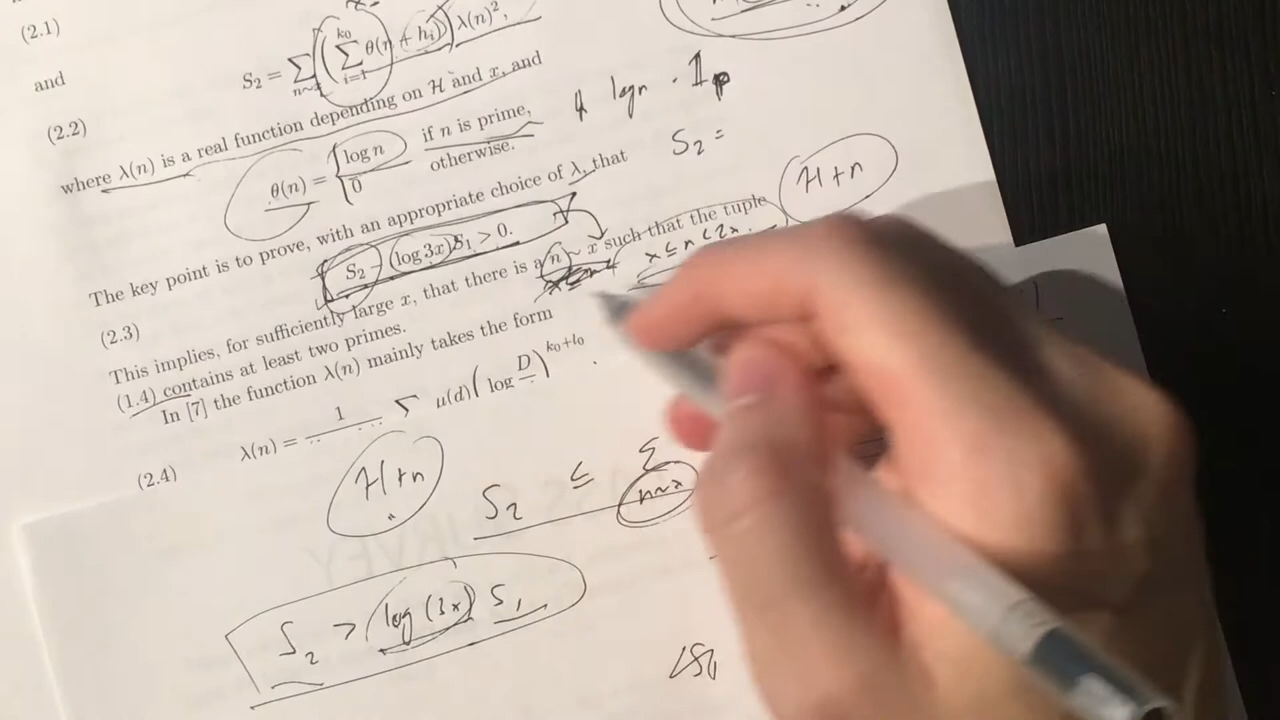 (2.1)
S₂ = ∑ n∼x ( ∑ i=1 k₀ θ(n + hᵢ) ) λ(n)²,
and
(2.2)
where λ(n) is a real function depending on ℋ and x, and
θ(n) = { log n if n is prime,
0 otherwise.
log n · 1ₚ
S₂ =
ℋ + n
The key point is to prove, with an appropriate choice of λ, that
S₂ − (log 3x)S₁ > 0.
(2.3)
This implies, for sufficiently large x, that there is a n ∼ x such that the tuple
x ≤ n < 2x.
(1.4) contains at least two primes.
In [7] the function λ(n) mainly takes the form
λ(n) = 1 ∑ μ(d) ( log D )^k₀+l₀
(2.4)
ℋ + n
S₂ ≤ ∑ n∼x
S₂ > log(3x) S₁